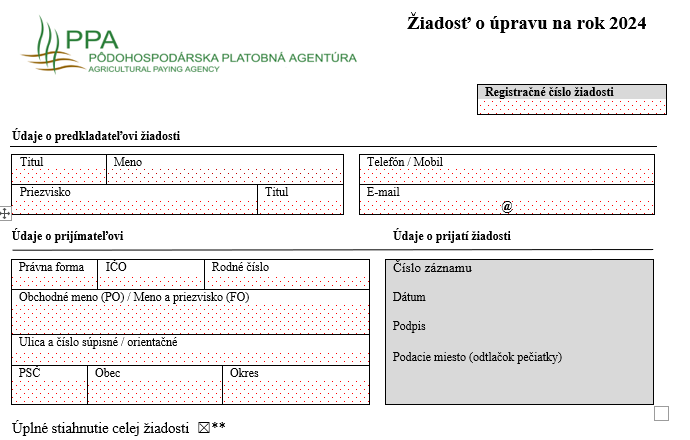 PPA
PÔDOHOSPODÁRSKA PLATOBNÁ AGENTÚRA
AGRICULTURAL PAYING AGENCY
Žiadosť o úpravu na rok 2024
Registračné číslo žiadosti
Údaje o predkladateľovi žiadosti
Titul Meno Telefón / Mobil
Priezvisko Titul E-mail
@
Údaje o prijímateľovi Údaje o prijatí žiadosti
Právna forma IČO Rodné číslo Číslo záznamu
Obchodné meno (PO) / Meno a priezvisko (FO) Dátum
Podpis
Ulica a číslo súpisné / orientačné
Podacie miesto (odtlačok pečiatky)
PSČ Obec Okres
Úplné stiahnutie celej žiadosti ☒**